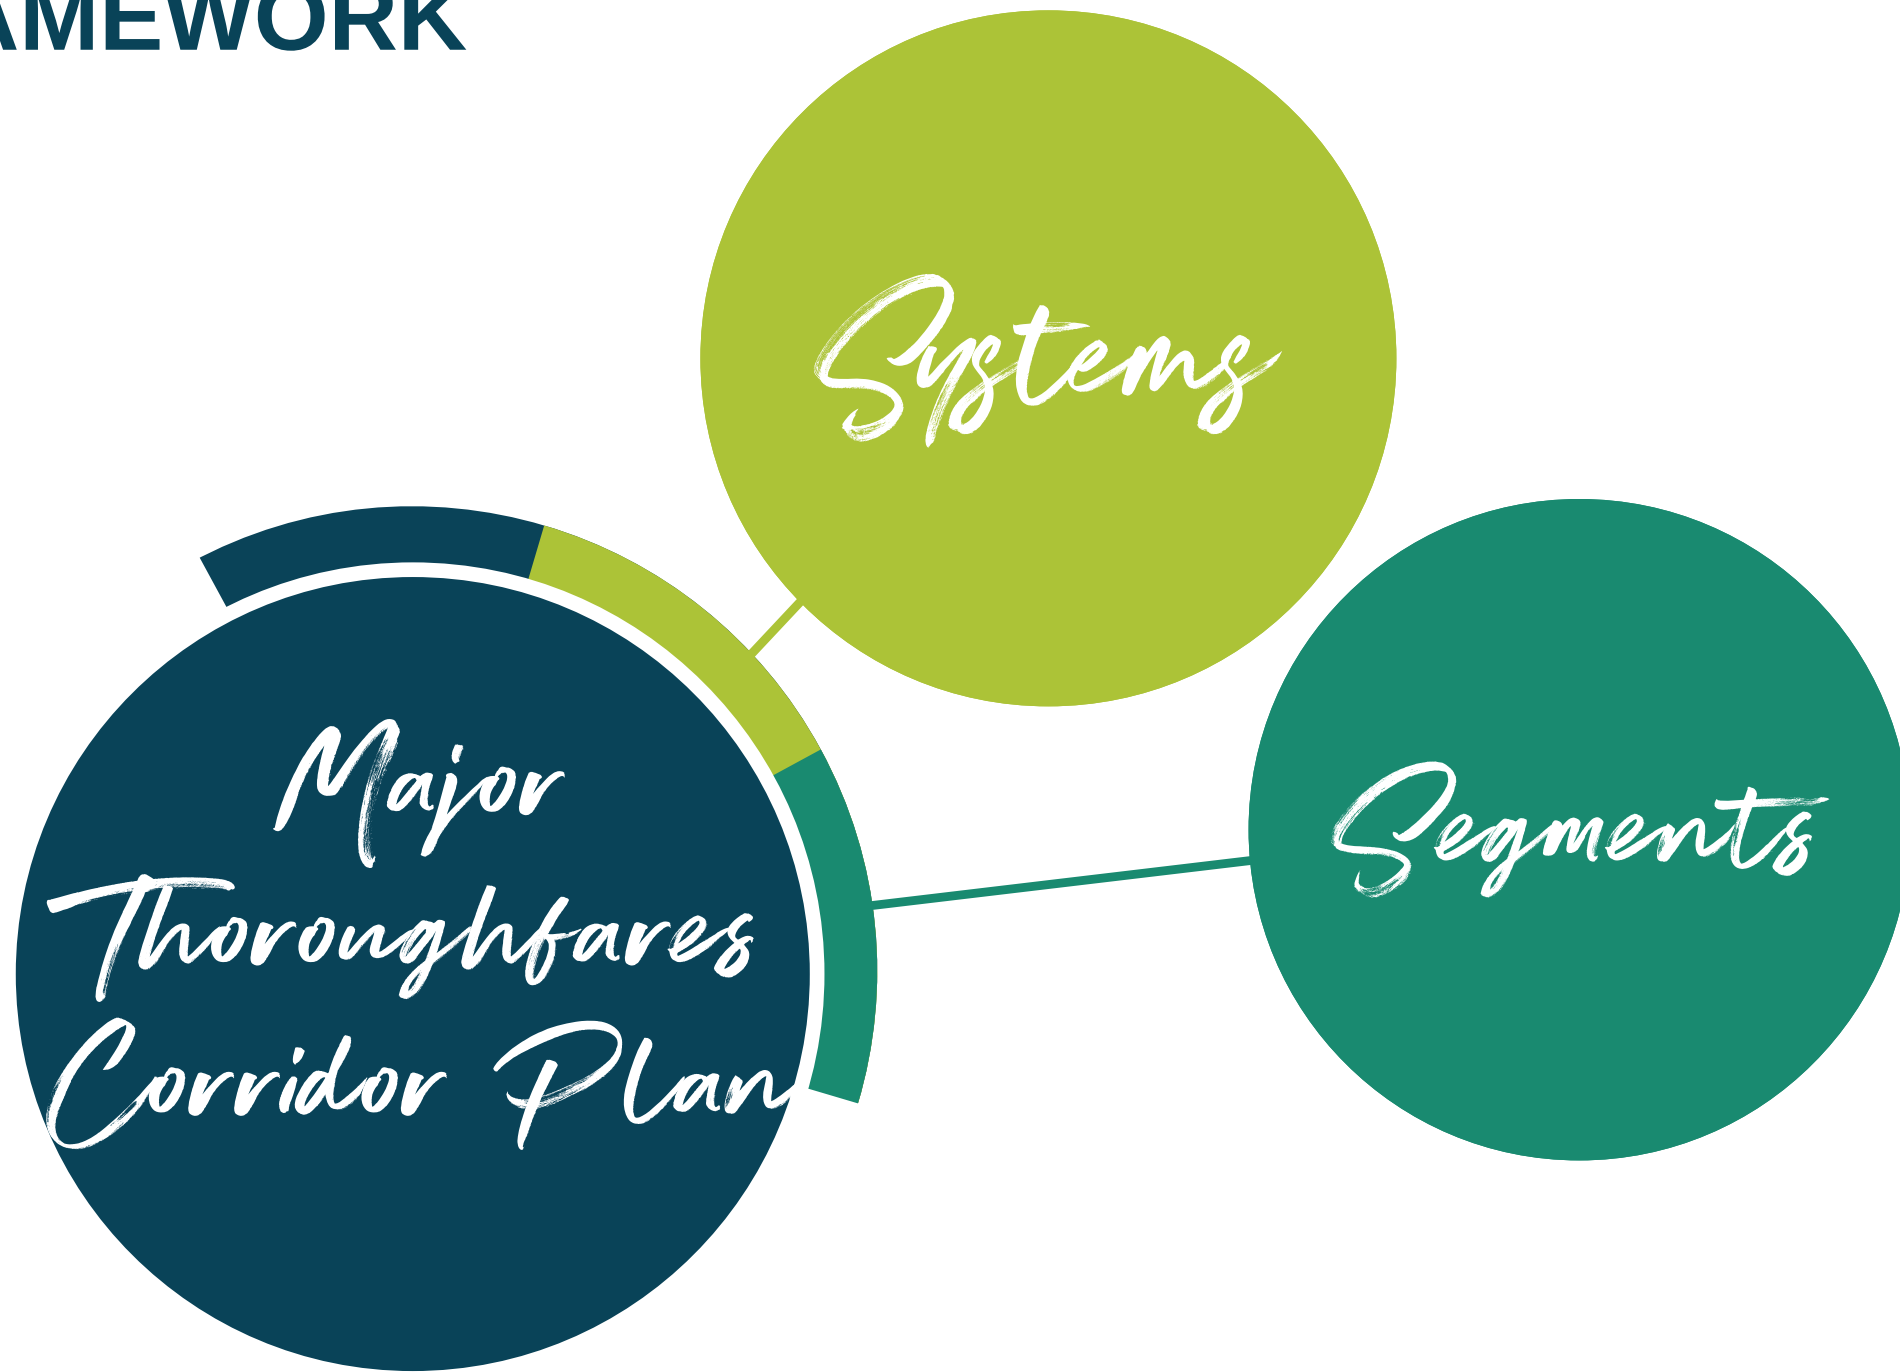 AMEWORK
Systems
Segments
Major
Thoroughfares
Corridor Plan